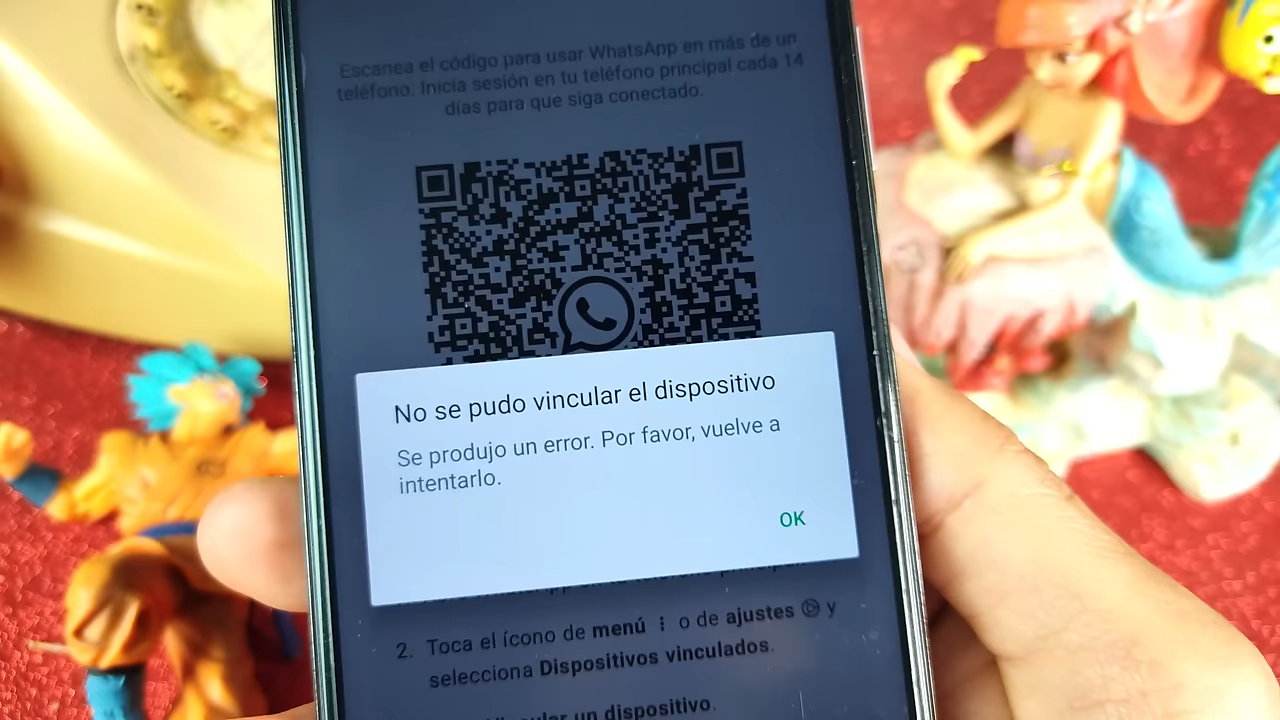 Escanea el código para usar WhatsApp en más de un
teléfono. Inicia sesión en tu teléfono principal cada 14
días para que siga conectado.
No se pudo vincular el dispositivo
Se produjo un error. Por favor, vuelve a
intentarlo.
OK
2. Toca el ícono de menú ⋮ o de ajustes y
selecciona Dispositivos vinculados.
un dispositivo.